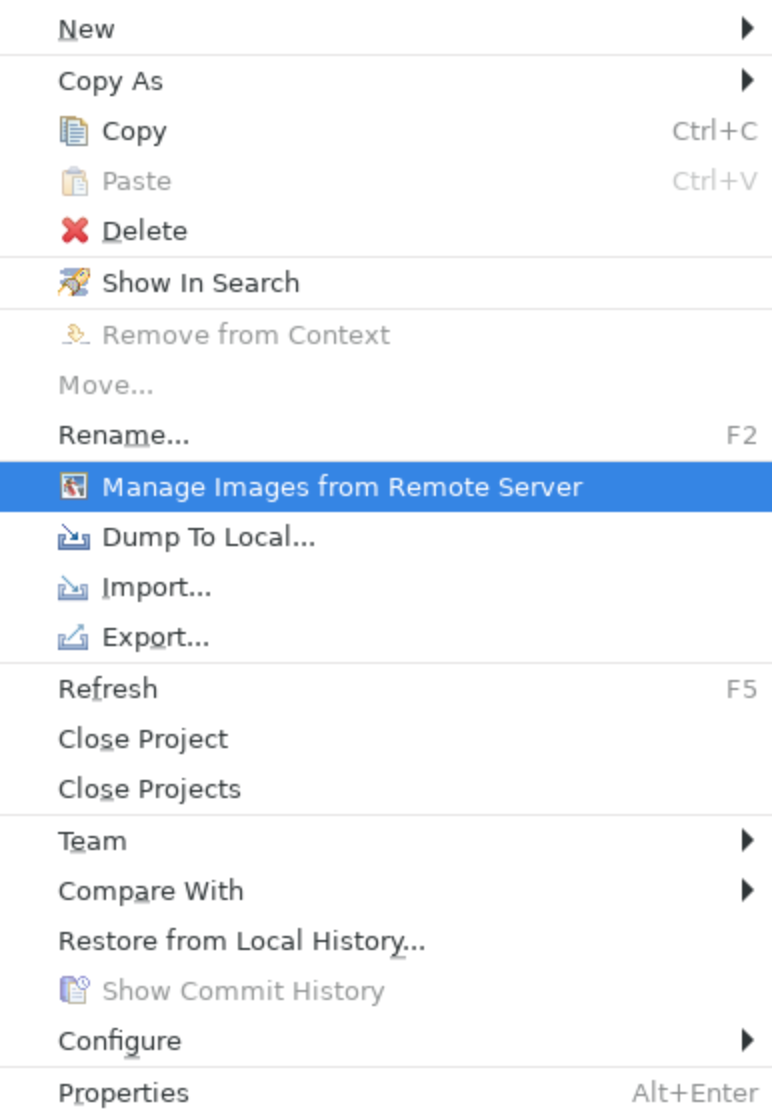 New
Copy As
Copy Ctrl+C
Paste Ctrl+V
Delete
Show In Search
Remove from Context
Move...
Rename... F2
Manage Images from Remote Server
Dump To Local...
Import...
Export...
Refresh F5
Close Project
Close Projects
Team
Compare With
Restore from Local History...
Show Commit History
Configure
Properties Alt+Enter